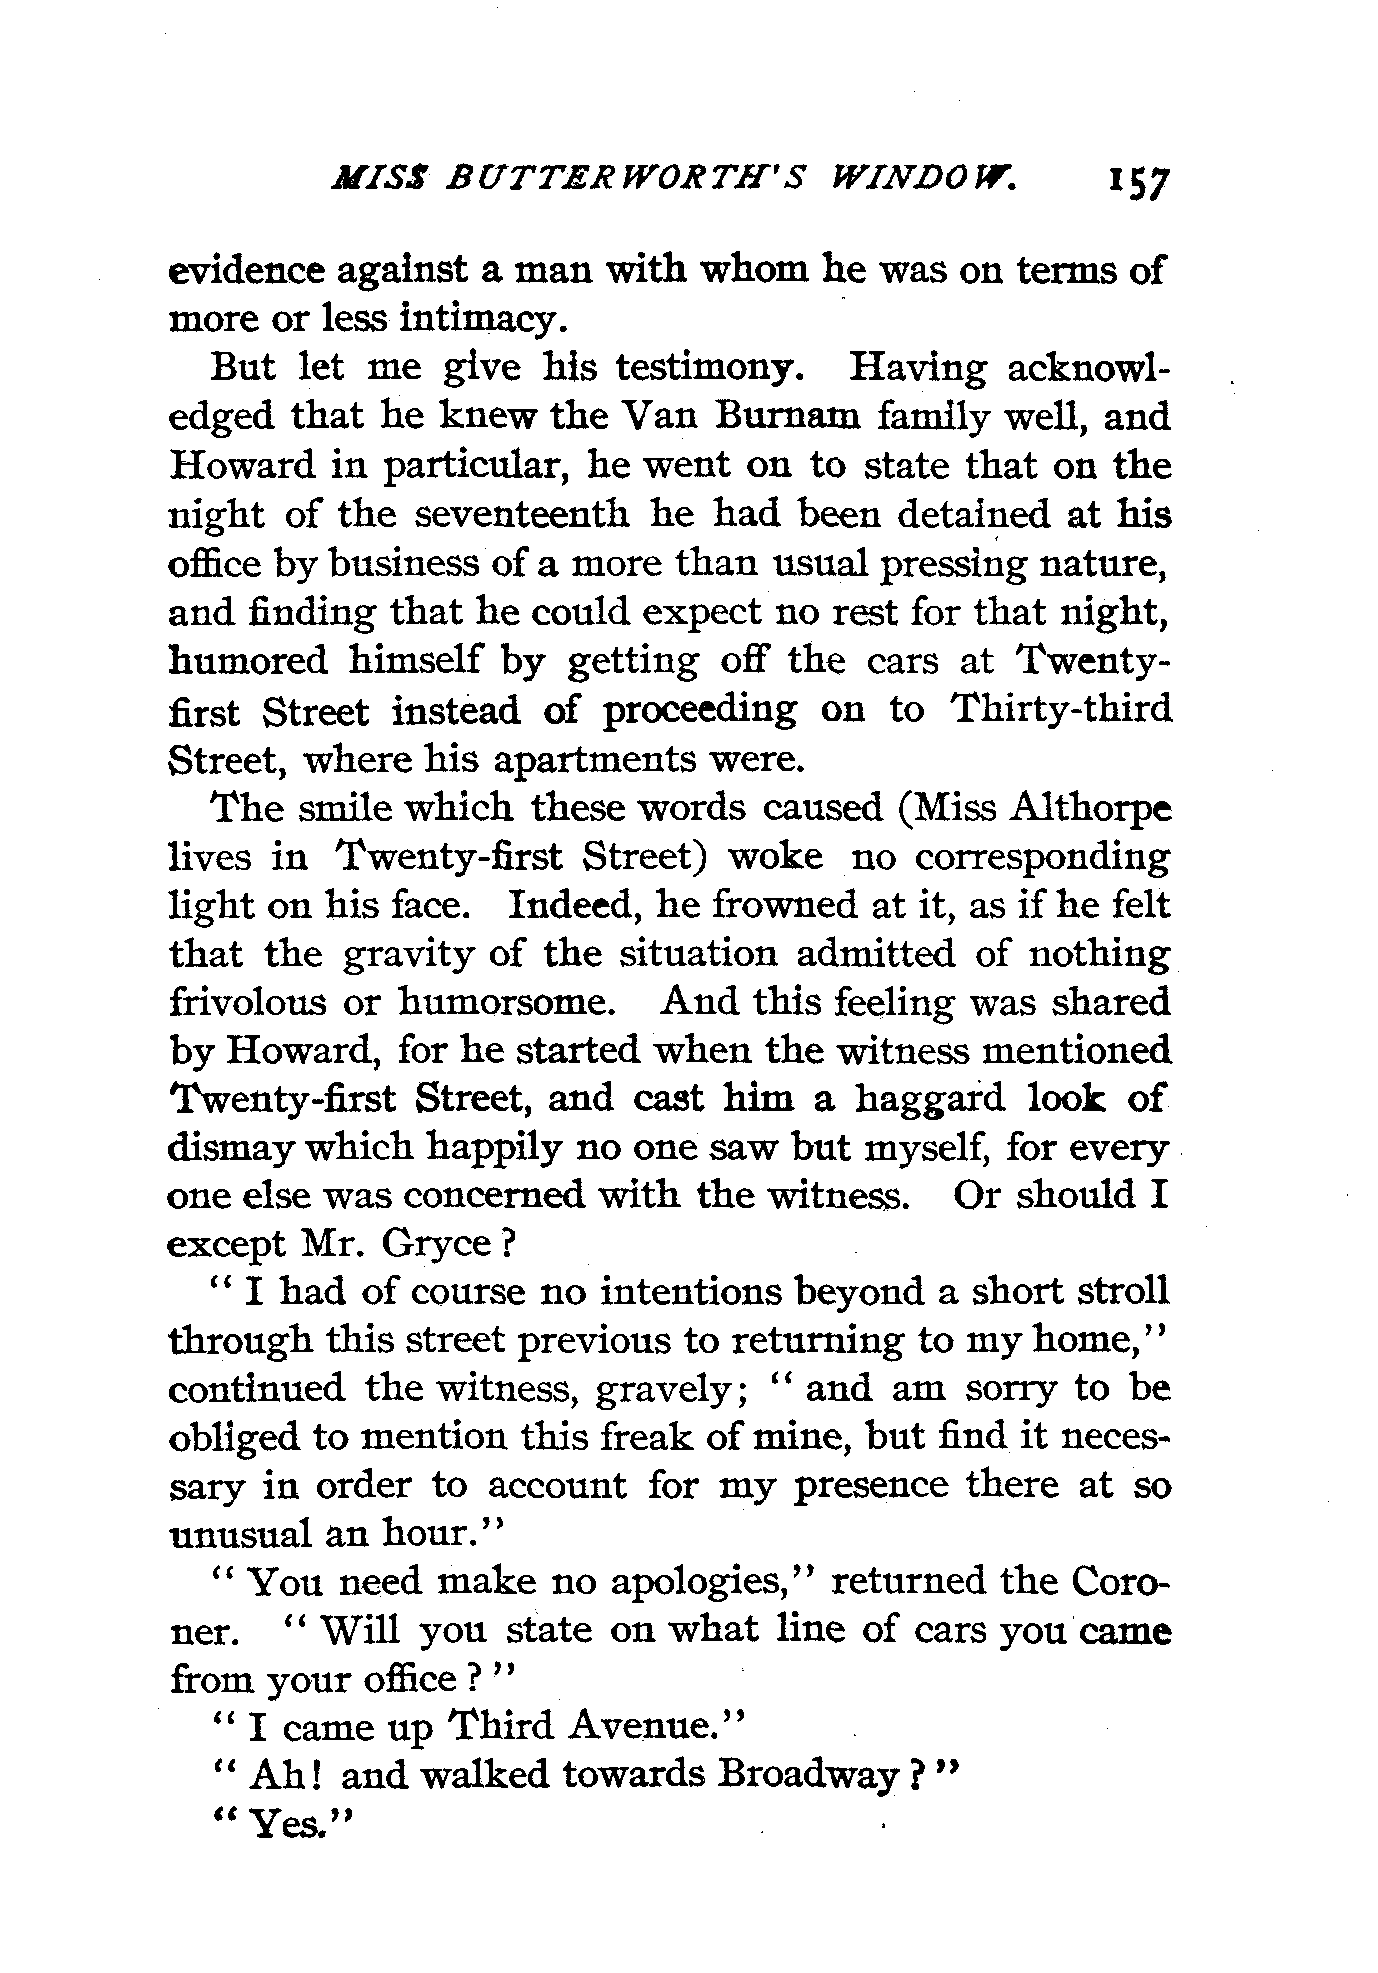 MISS BUTTERWORTH'S WINDOW. 157
evidence against a man with whom he was on terms of
more or less intimacy.
But let me give his testimony. Having acknowl-
edged that he knew the Van Burnam family well, and
Howard in particular, he went on to state that on the
night of the seventeenth he had been detained at his
office by business of a more than usual pressing nature,
and finding that he could expect no rest for that night,
humored himself by getting off the cars at Twenty-
first Street instead of proceeding on to Thirty-third
Street, where his apartments were.
The smile which these words caused (Miss Althorpe
lives in Twenty-first Street) woke no corresponding
light on his face. Indeed, he frowned at it, as if he felt
that the gravity of the situation admitted of nothing
frivolous or humorsome. And this feeling was shared
by Howard, for he started when the witness mentioned
Twenty-first Street, and cast him a haggard look of
dismay which happily no one saw but myself, for every
one else was concerned with the witness. Or should I
except Mr. Gryce ?
" I had of course no intentions beyond a short stroll
through this street previous to returning to my home,"
continued the witness, gravely; " and am sorry to be
obliged to mention this freak of mine, but find it neces-
sary in order to account for my presence there at so
unusual an hour."
" You need make no apologies," returned the Coro-
ner. " Will you state on what line of cars you came
from your office ? "
" I came up Third Avenue."
" Ah! and walked towards Broadway ? "
" Yes."